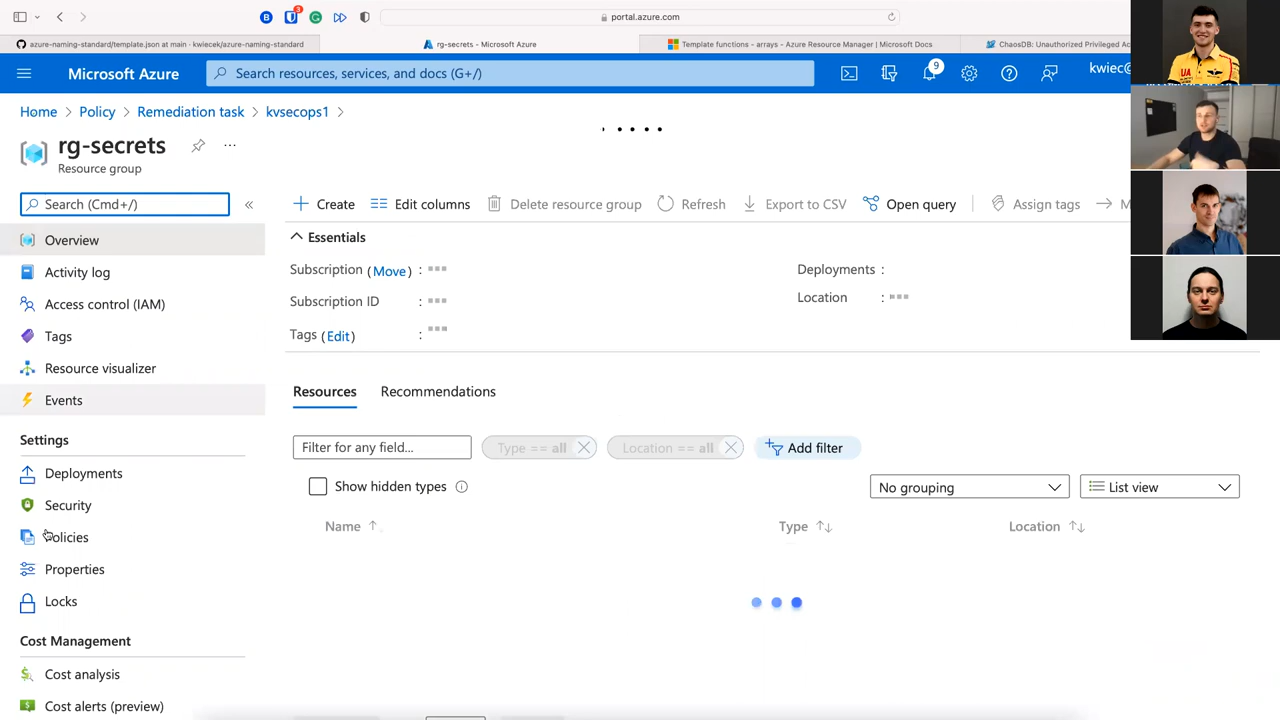 B
3
portal.azure.com
azure-naming-standard/template.json at main · kwiecek/azure-naming-standard
rg-secrets - Microsoft Azure
Template functions - arrays - Azure Resource Manager | Microsoft Docs
ChaosDB: Unauthorized Privileged Ac
Microsoft Azure
Search resources, services, and docs (G+/)
9
kwiec@
Home > Policy > Remediation task > kvsecops1 >
rg-secrets
...
Resource group
UA
Search (Cmd+/)
«
Create
Edit columns
Delete resource group
Refresh
Export to CSV
Open query
Assign tags
M
Overview
Activity log
Access control (IAM)
Tags
Resource visualizer
Events
Settings
Deployments
Security
Policies
Properties
Locks
Cost Management
Cost analysis
Cost alerts (preview)
Essentials
Subscription (Move) :
Subscription ID :
Tags (Edit) :
Deployments :
Location :
Resources
Recommendations
Filter for any field...
Type == all
Location == all
Add filter
Show hidden types
No grouping
List view
Name
Type
Location